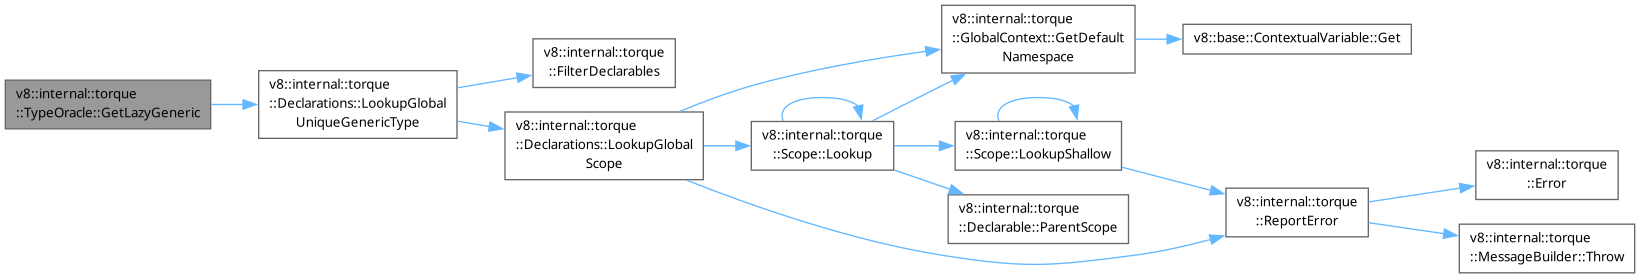 v8::internal::torque
::TypeOracle::GetLazyGeneric
v8::internal::torque
::Declarations::LookupGlobal
UniqueGenericType
v8::internal::torque
::FilterDeclarables
v8::internal::torque
::Declarations::LookupGlobal
Scope
v8::internal::torque
::GlobalContext::GetDefault
Namespace
v8::base::ContextualVariable::Get
v8::internal::torque
::Scope::Lookup
v8::internal::torque
::Scope::LookupShallow
v8::internal::torque
::Declarable::ParentScope
v8::internal::torque
::ReportError
v8::internal::torque
::Error
v8::internal::torque
::MessageBuilder::Throw